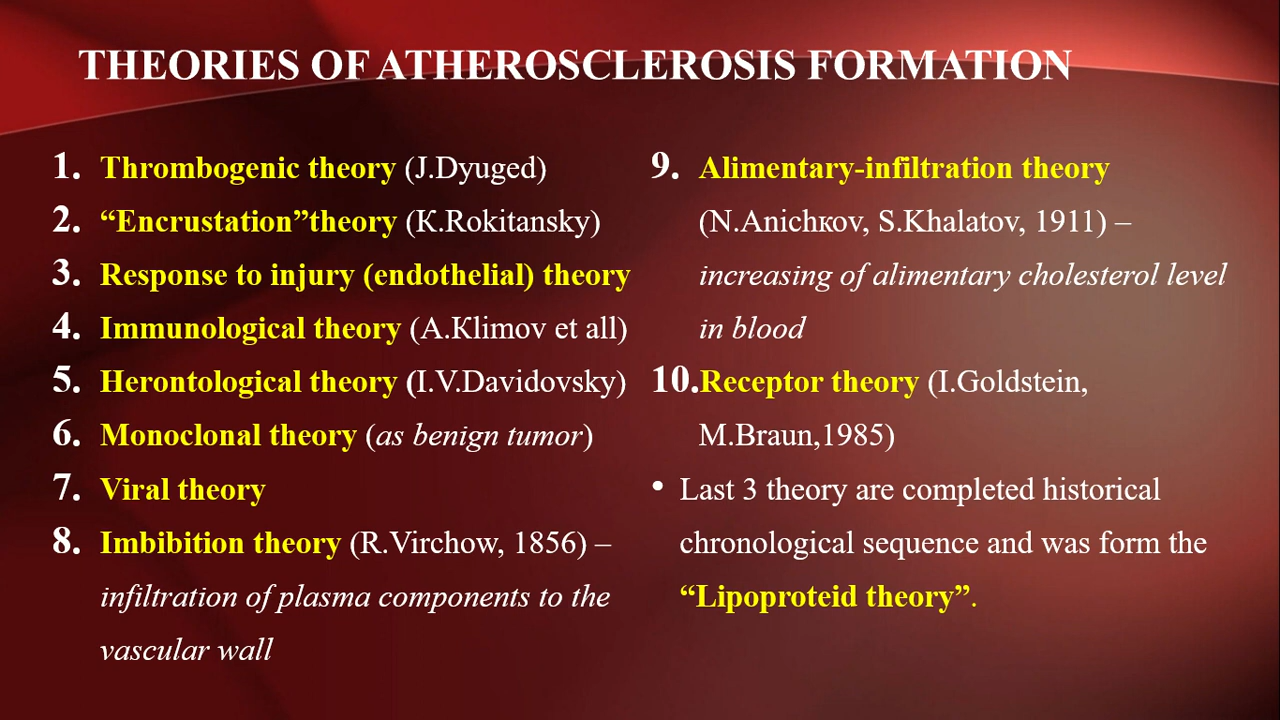 THEORIES OF ATHEROSCLEROSIS FORMATION
1. Thrombogenic theory (J.Dyuged)
2. “Encrustation”theory (K.Rokitansky)
3. Response to injury (endothelial) theory
4. Immunological theory (A.Klimov et all)
5. Herontological theory (I.V.Davidovsky)
6. Monoclonal theory (as benign tumor)
7. Viral theory
8. Imbibition theory (R.Virchow, 1856) –
infiltration of plasma components to the
vascular wall
9. Alimentary-infiltration theory
(N.Anichкov, S.Khalatov, 1911) –
increasing of alimentary cholesterol level
in blood
10.Receptor theory (I.Goldstein,
M.Braun,1985)
• Last 3 theory are completed historical
chronological sequence and was form the
“Lipoproteid theory”.